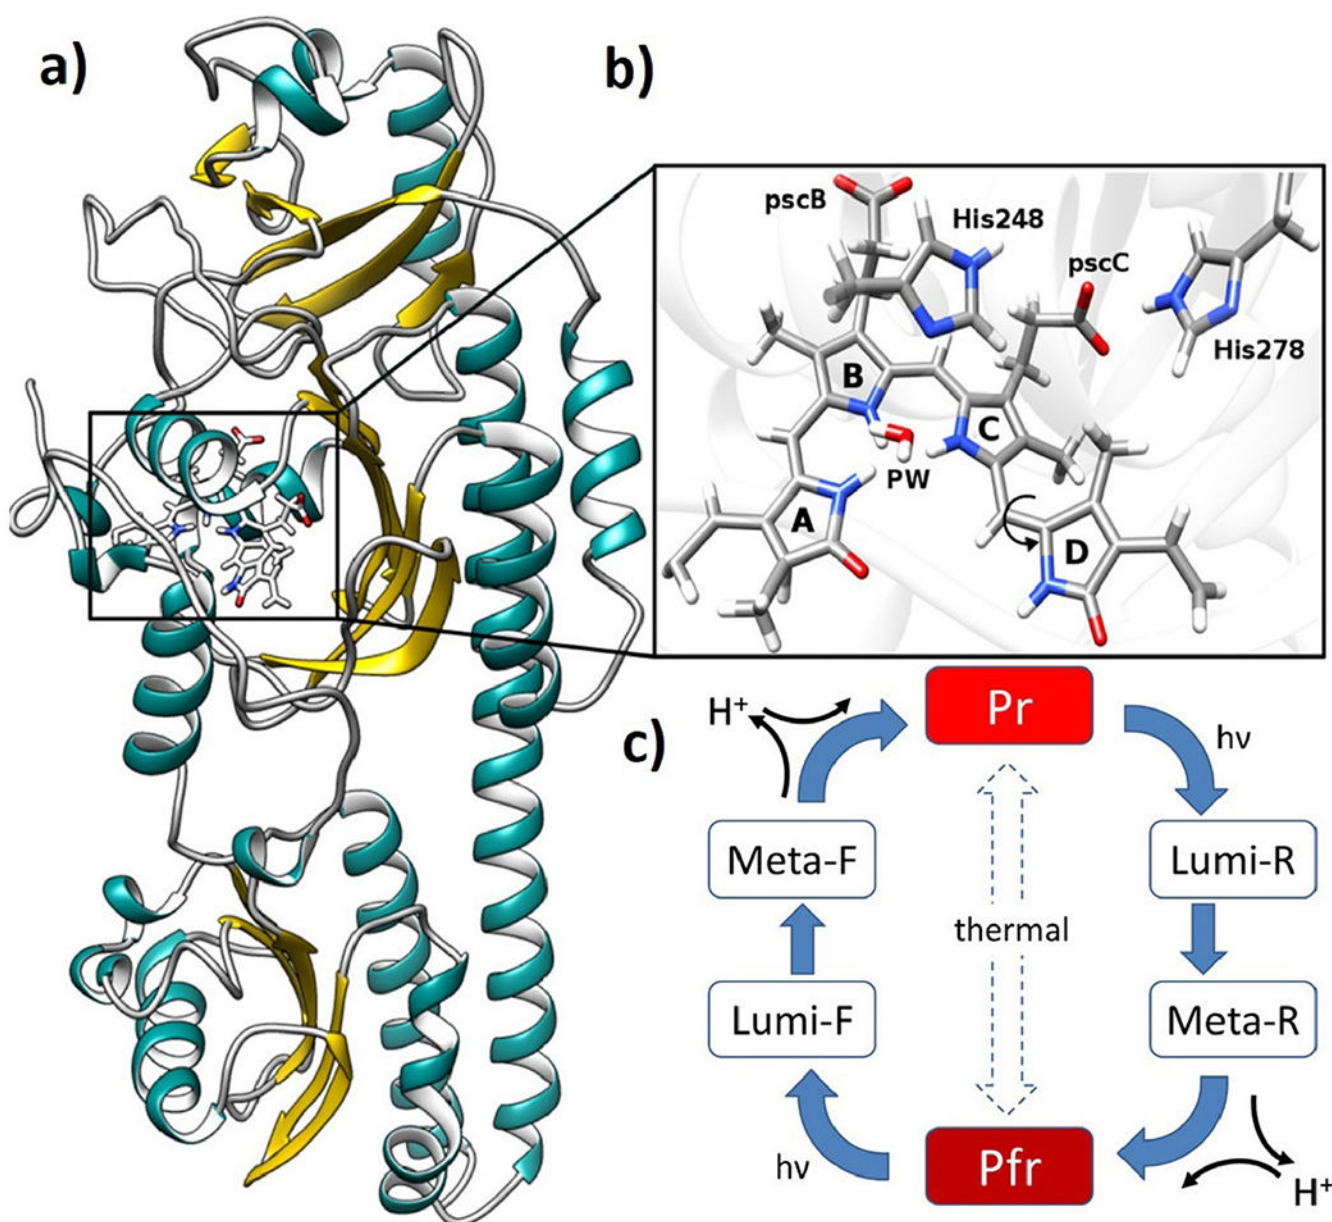 a)
b)
pscB
His248
pscC
His278
B
C
PW
A
D
c)
H⁺
Pr
hν
Meta-F
Lumi-R
thermal
Lumi-F
Meta-R
hν
Pfr
H⁺